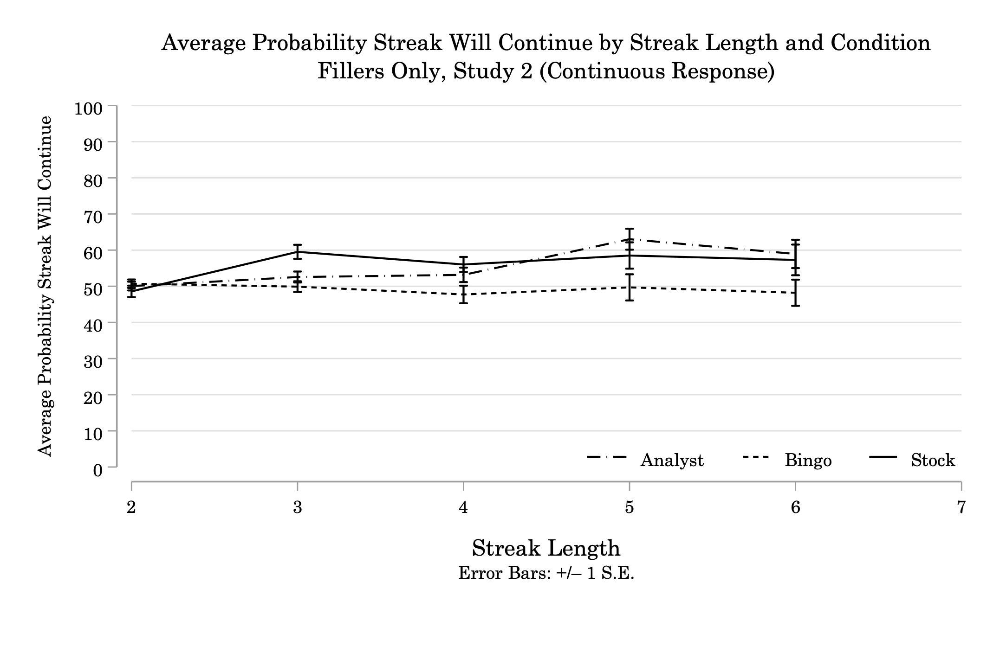 Average Probability Streak Will Continue by Streak Length and Condition
Fillers Only, Study 2 (Continuous Response)
Average Probability Streak Will Continue
100
90
80
70
60
50
40
30
20
10
0
Analyst Bingo Stock
2 3 4 5 6 7
Streak Length
Error Bars: +/– 1 S.E.